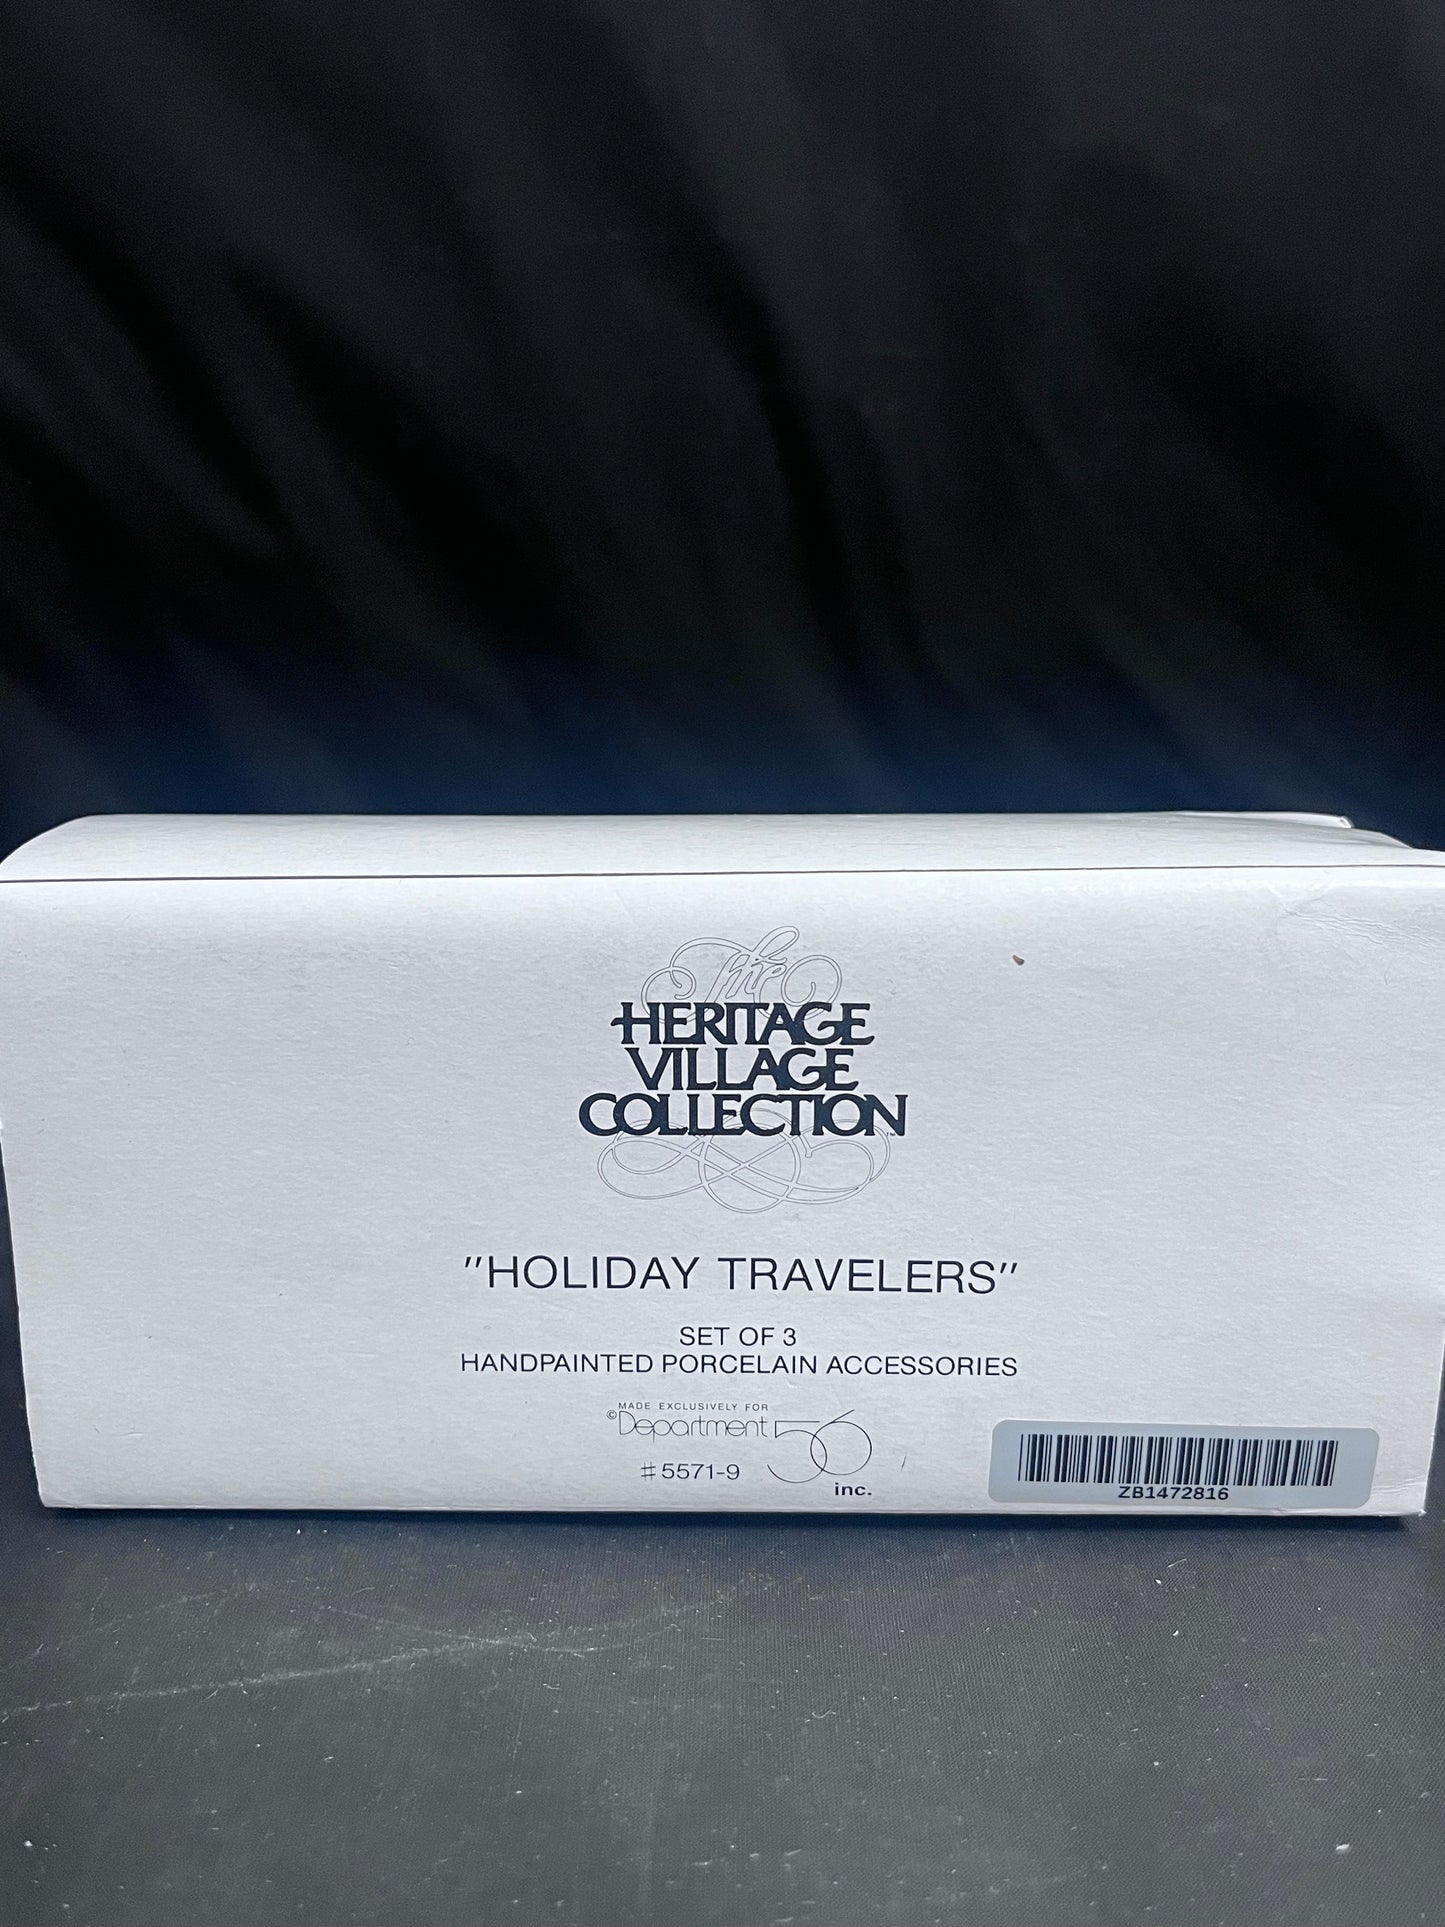 The
HERITAGE
VILLAGE
COLLECTION™
"HOLIDAY TRAVELERS"
SET OF 3
HANDPAINTED PORCELAIN ACCESSORIES
MADE EXCLUSIVELY FOR
©Department 56
#5571-9
inc.
ZB1472816